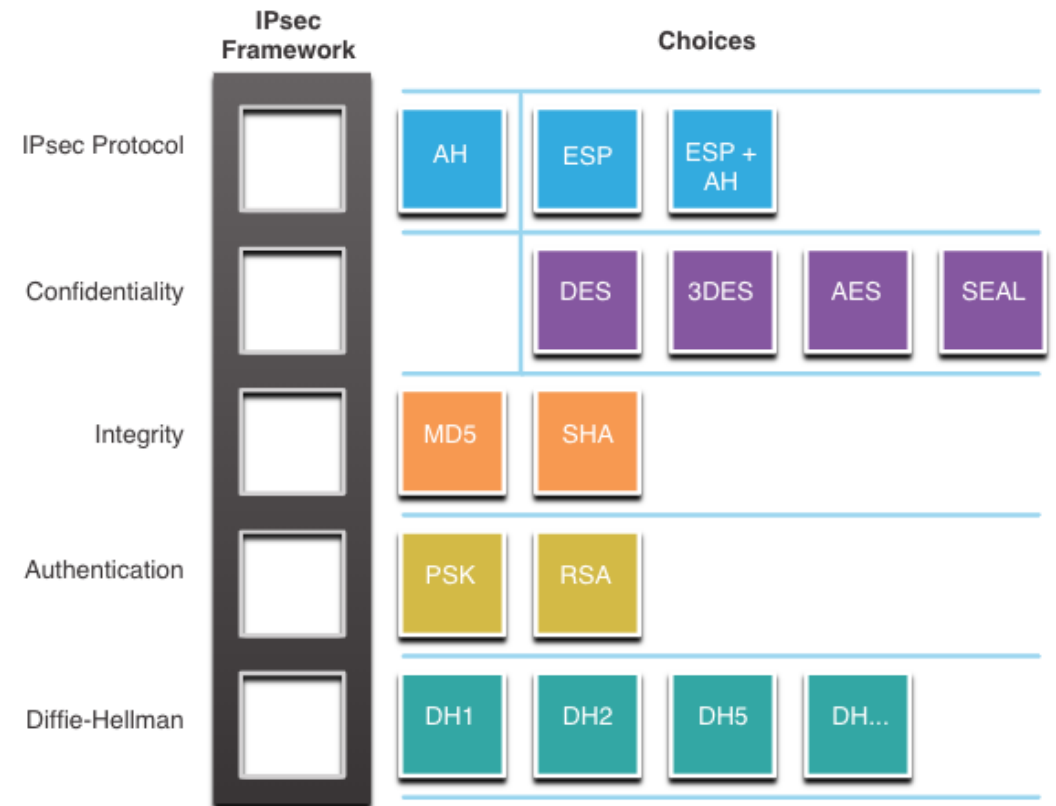 IPsec
Framework
Choices
IPsec Protocol
AH
ESP
ESP +
AH
Confidentiality
DES
3DES
AES
SEAL
Integrity
MD5
SHA
Authentication
PSK
RSA
Diffie-Hellman
DH1
DH2
DH5
DH...